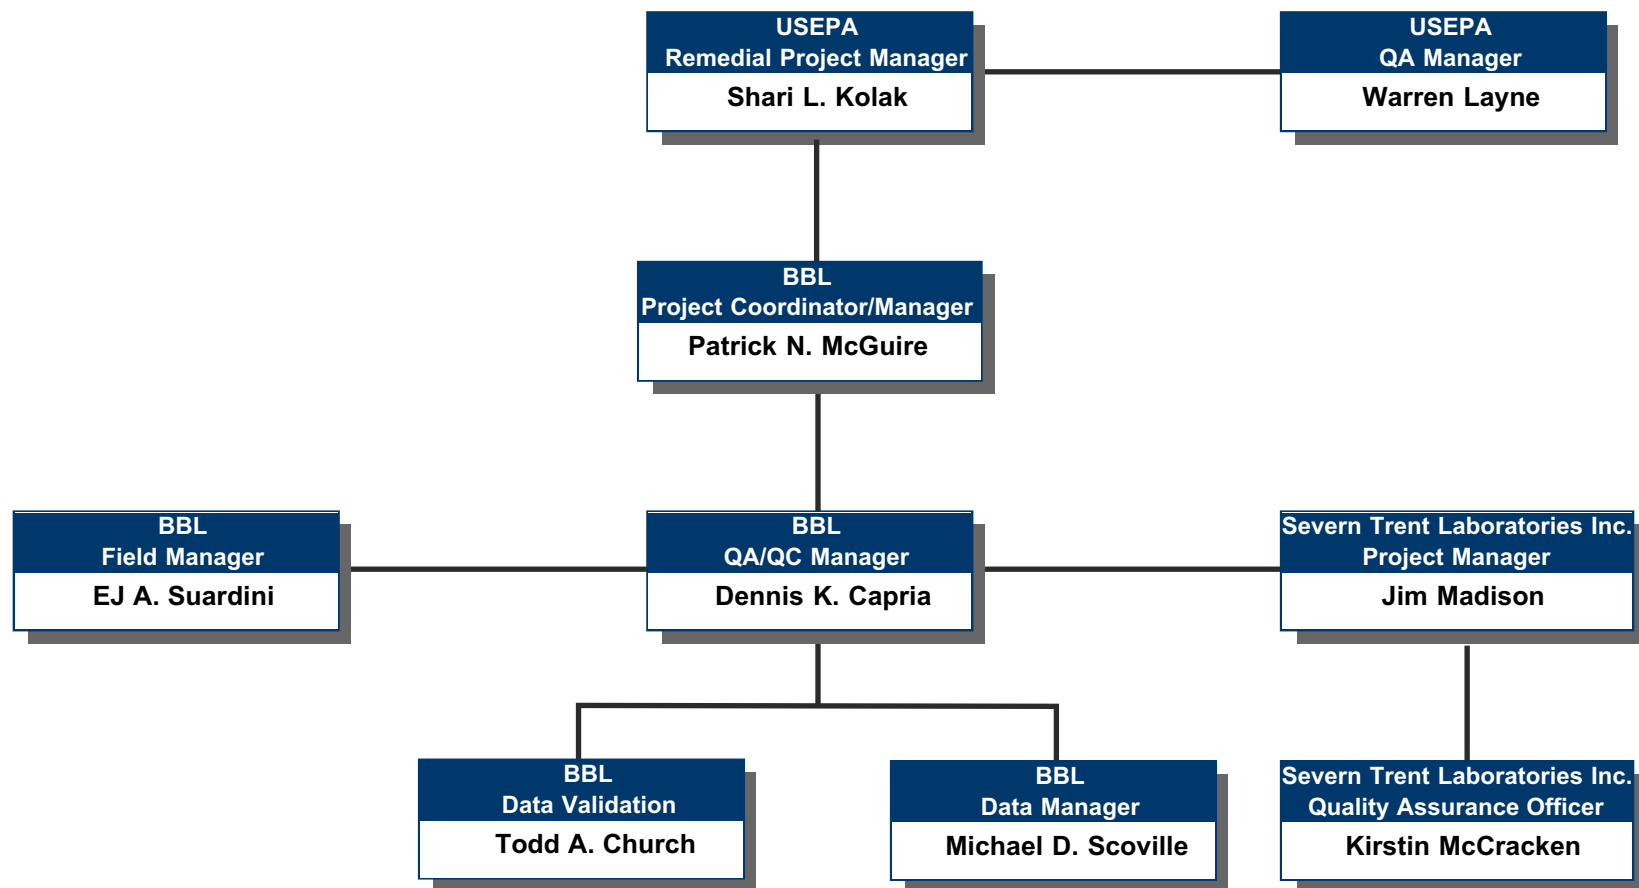 USEPA
Remedial Project Manager
Shari L. Kolak
USEPA
QA Manager
Warren Layne
BBL
Project Coordinator/Manager
Patrick N. McGuire
BBL
Field Manager
EJ A. Suardini
BBL
QA/QC Manager
Dennis K. Capria
Severn Trent Laboratories Inc.
Project Manager
Jim Madison
BBL
Data Validation
Todd A. Church
BBL
Data Manager
Michael D. Scoville
Severn Trent Laboratories Inc.
Quality Assurance Officer
Kirstin McCracken